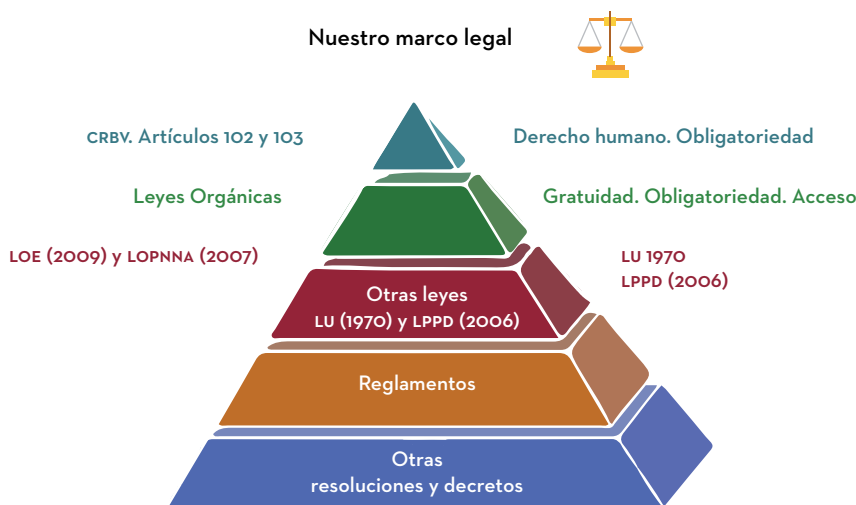 Nuestro marco legal
CRBV. Artículos 102 y 103
Derecho humano. Obligatoriedad
Leyes Orgánicas
Gratuidad. Obligatoriedad. Acceso
LOE (2009) y LOPNNA (2007)
LU 1970
LPPD (2006)
Otras leyes
LU (1970) y LPPD (2006)
Reglamentos
Otras
resoluciones y decretos